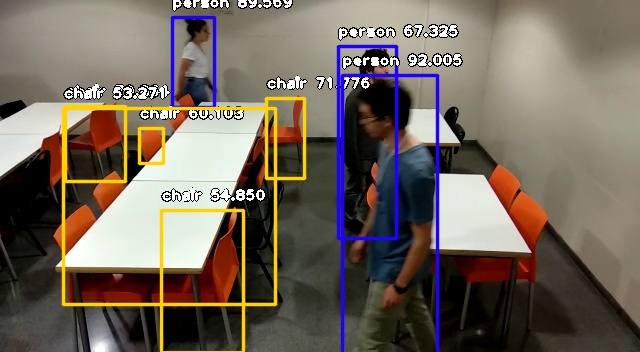 person 89.569
person 67.325
person 92.005
chair 53.271
chair 71.776
chair 60.103
chair 54.850